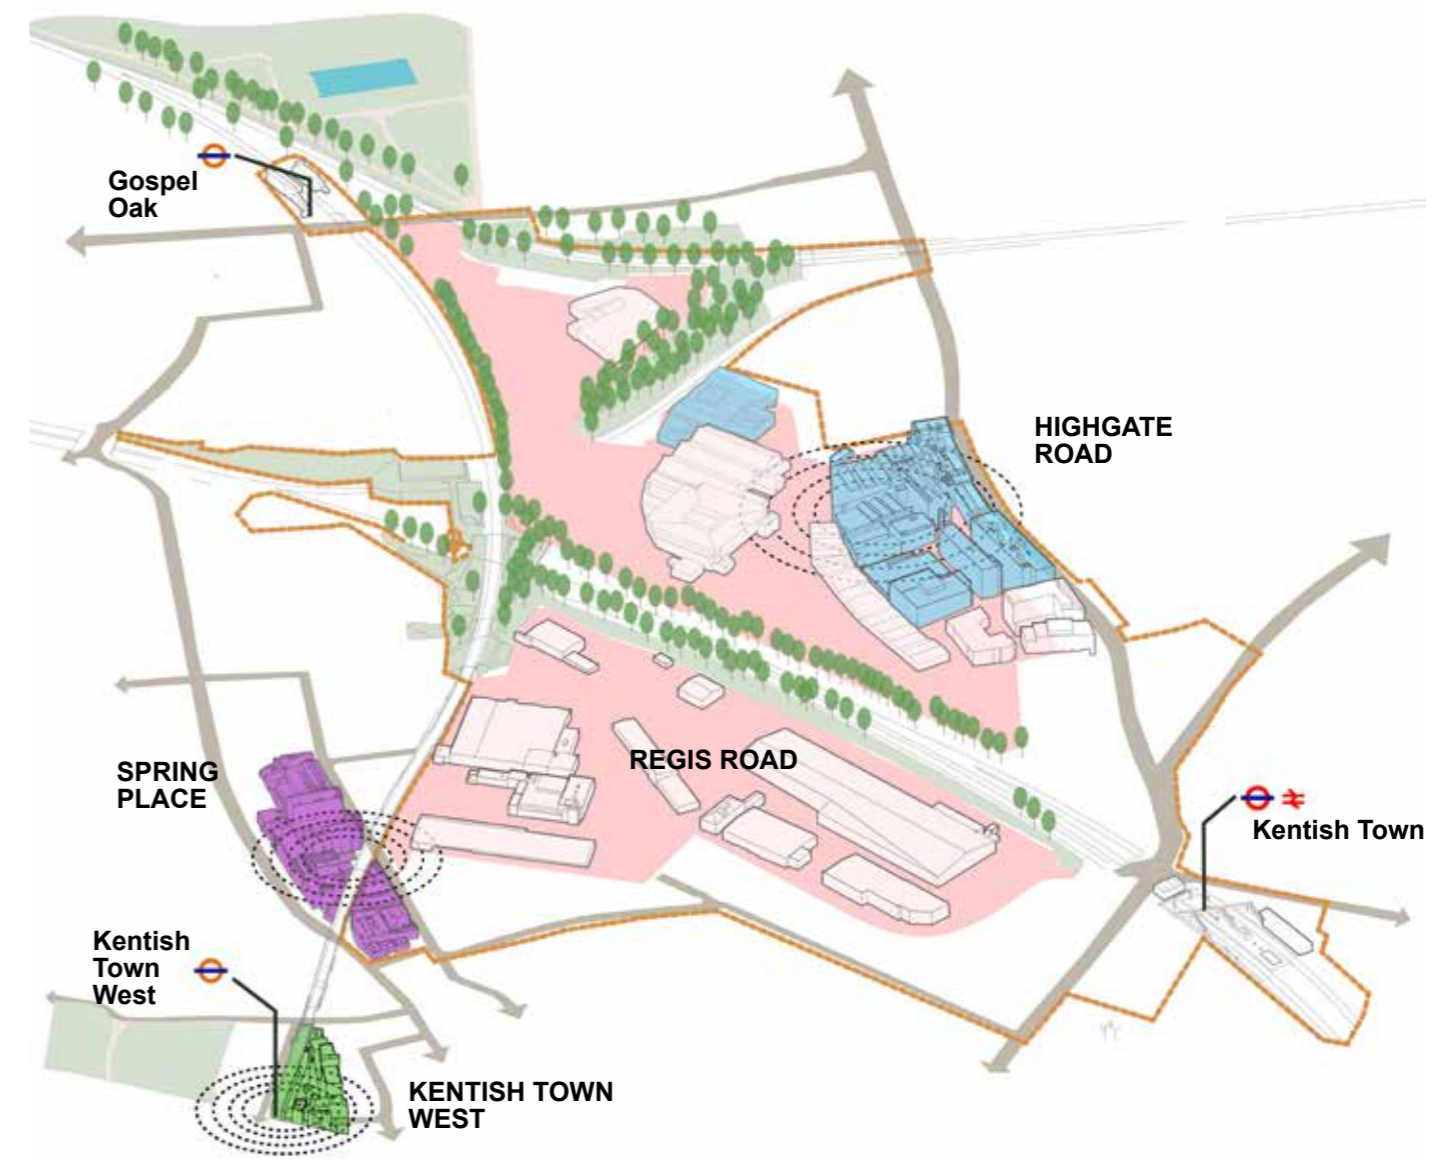 Gospel
Oak
HIGHGATE
ROAD
SPRING
PLACE
REGIS ROAD
Kentish Town
Kentish
Town
West
KENTISH TOWN
WEST